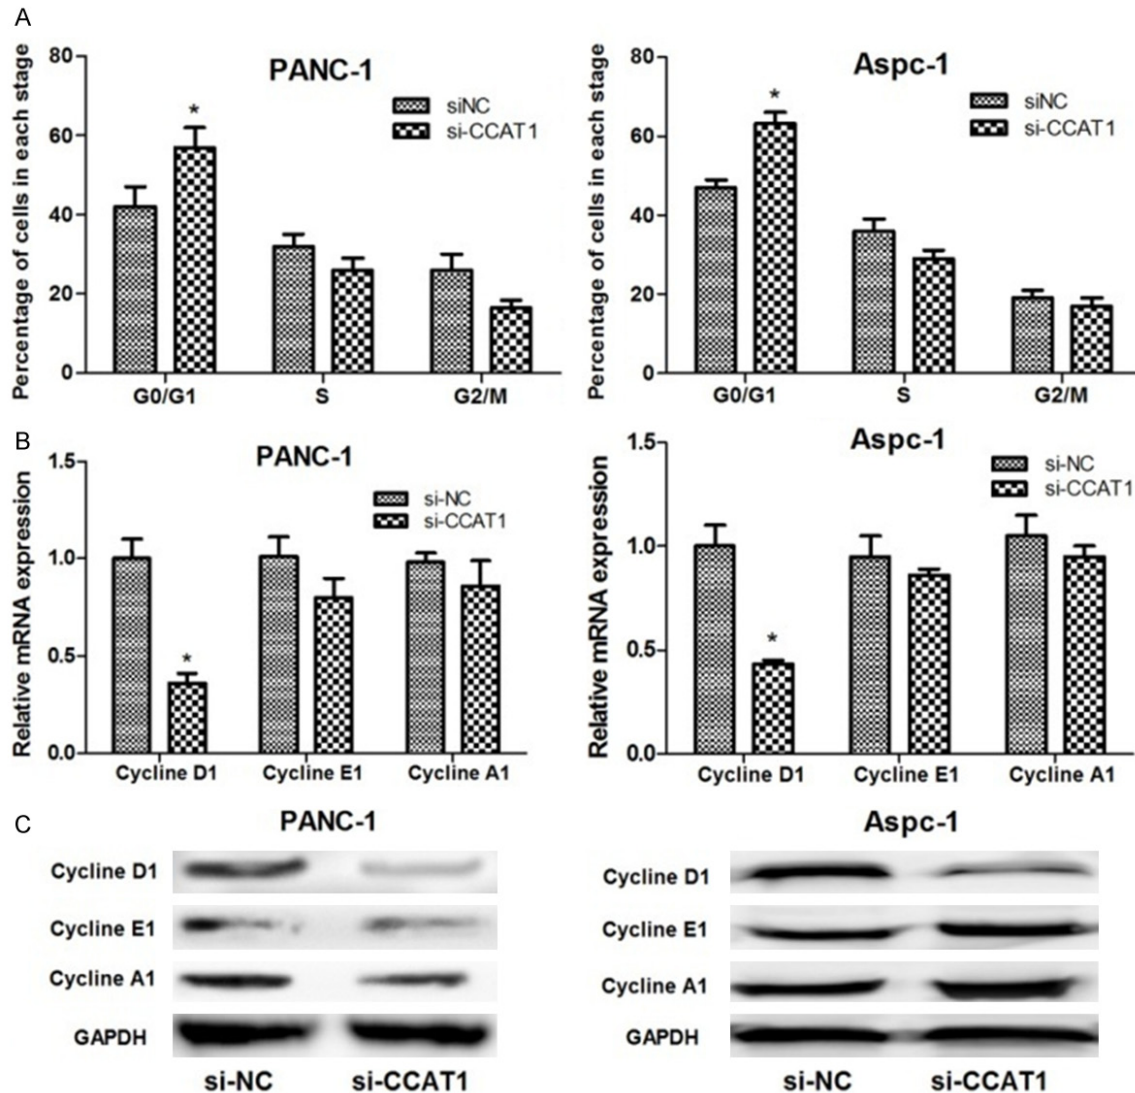 A
PANC-1
siNC
si-CCAT1
Percentage of cells in each stage
80
60
40
20
0
*
G0/G1 S G2/M
Aspc-1
siNC
si-CCAT1
Percentage of cells in each stage
80
60
40
20
0
*
G0/G1 S G2/M
B
PANC-1
si-NC
si-CCAT1
Relative mRNA expression
1.5
1.0
0.5
0.0
*
Cycline D1 Cycline E1 Cycline A1
Aspc-1
si-NC
si-CCAT1
Relative mRNA expression
1.5
1.0
0.5
0.0
*
Cycline D1 Cycline E1 Cycline A1
C
PANC-1
Cycline D1
Cycline E1
Cycline A1
GAPDH
si-NC si-CCAT1
Aspc-1
Cycline D1
Cycline E1
Cycline A1
GAPDH
si-NC si-CCAT1